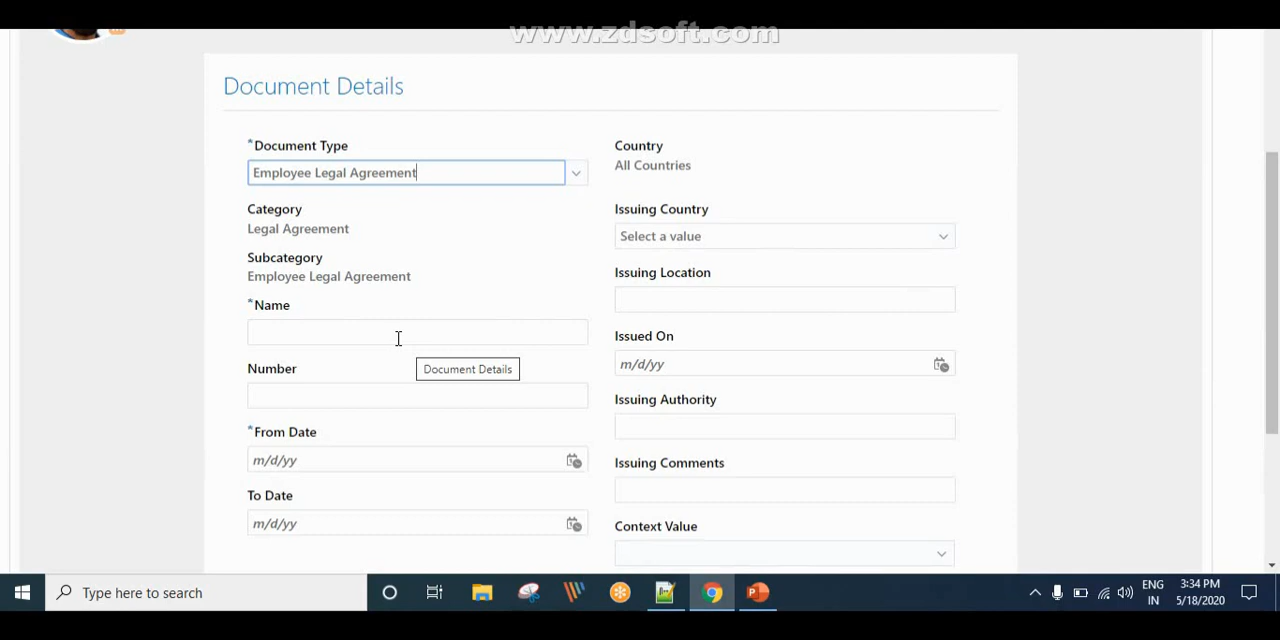 www.zdsoft.com
Document Details
*Document Type
Employee Legal Agreement
Category
Legal Agreement
Subcategory
Employee Legal Agreement
*Name
Number
Document Details
*From Date
m/d/yy
To Date
m/d/yy
Country
All Countries
Issuing Country
Select a value
Issuing Location
Issued On
m/d/yy
Issuing Authority
Issuing Comments
Context Value
Type here to search
ENG
IN
3:34 PM
5/18/2020